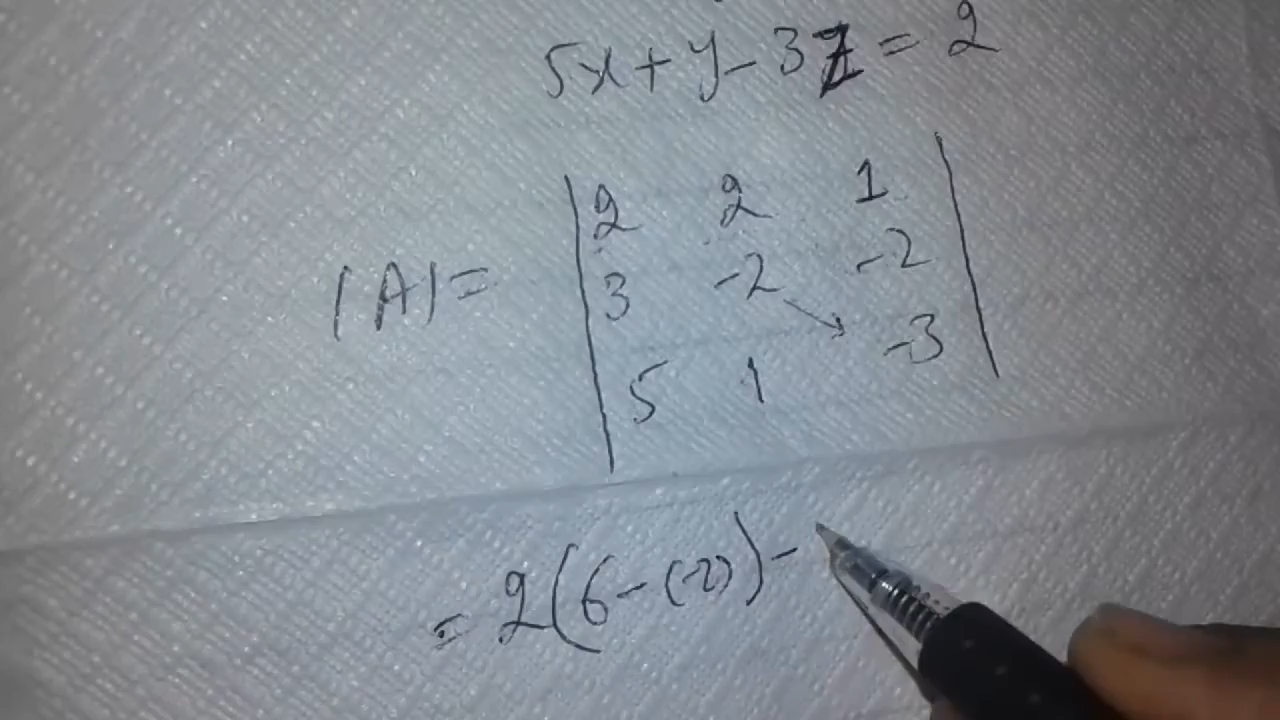 5x+y-3z=2
2 2 1
|A|= 3 -2 -2
5 1 -3
= 2(6-(-2))-